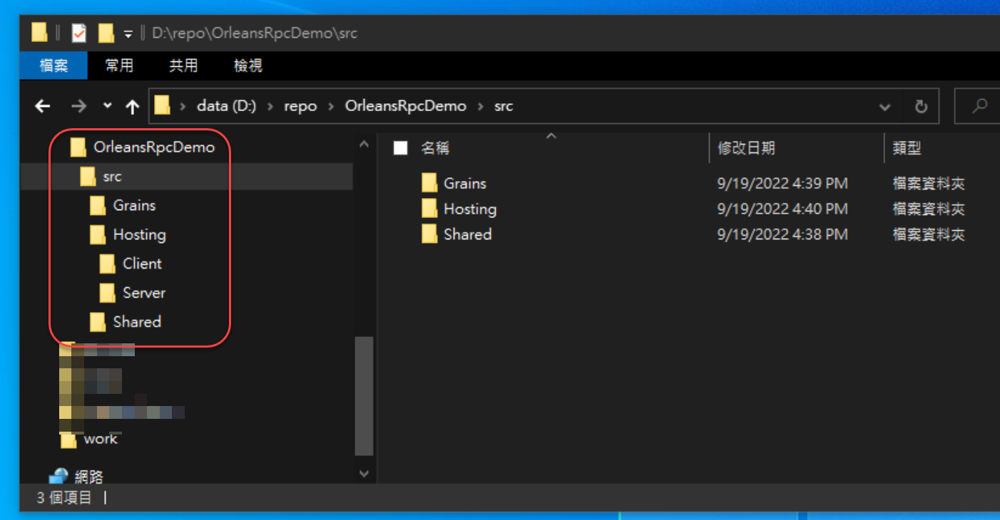 D:\repo\OrleansRpcDemo\src
檔案 常用 共用 檢視
data (D:) repo OrleansRpcDemo src
OrleansRpcDemo
src
Grains
Hosting
Client
Server
Shared
work
網路
名稱 修改日期 類型
Grains 9/19/2022 4:39 PM 檔案資料夾
Hosting 9/19/2022 4:40 PM 檔案資料夾
Shared 9/19/2022 4:38 PM 檔案資料夾
3 個項目